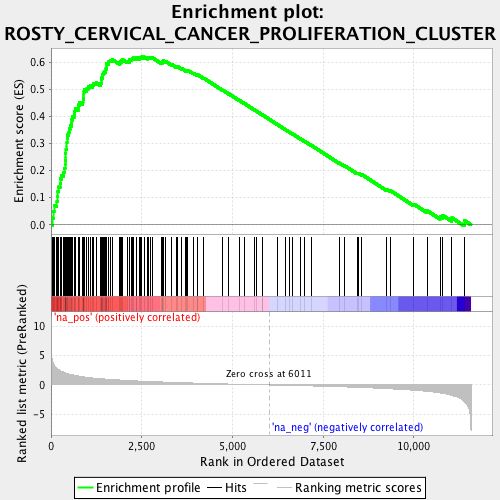 Enrichment plot:
ROSTY_CERVICAL_CANCER_PROLIFERATION_CLUSTER
Enrichment score (ES)
0.6
0.5
0.4
0.3
0.2
0.1
0.0
'na_pos' (positively correlated)
Ranked list metric (PreRanked)
10
5
0
-5
Zero cross at 6011
'na_neg' (negatively correlated)
0
2,500
5,000
7,500
10,000
Rank in Ordered Dataset
Enrichment profile
Hits
Ranking metric scores